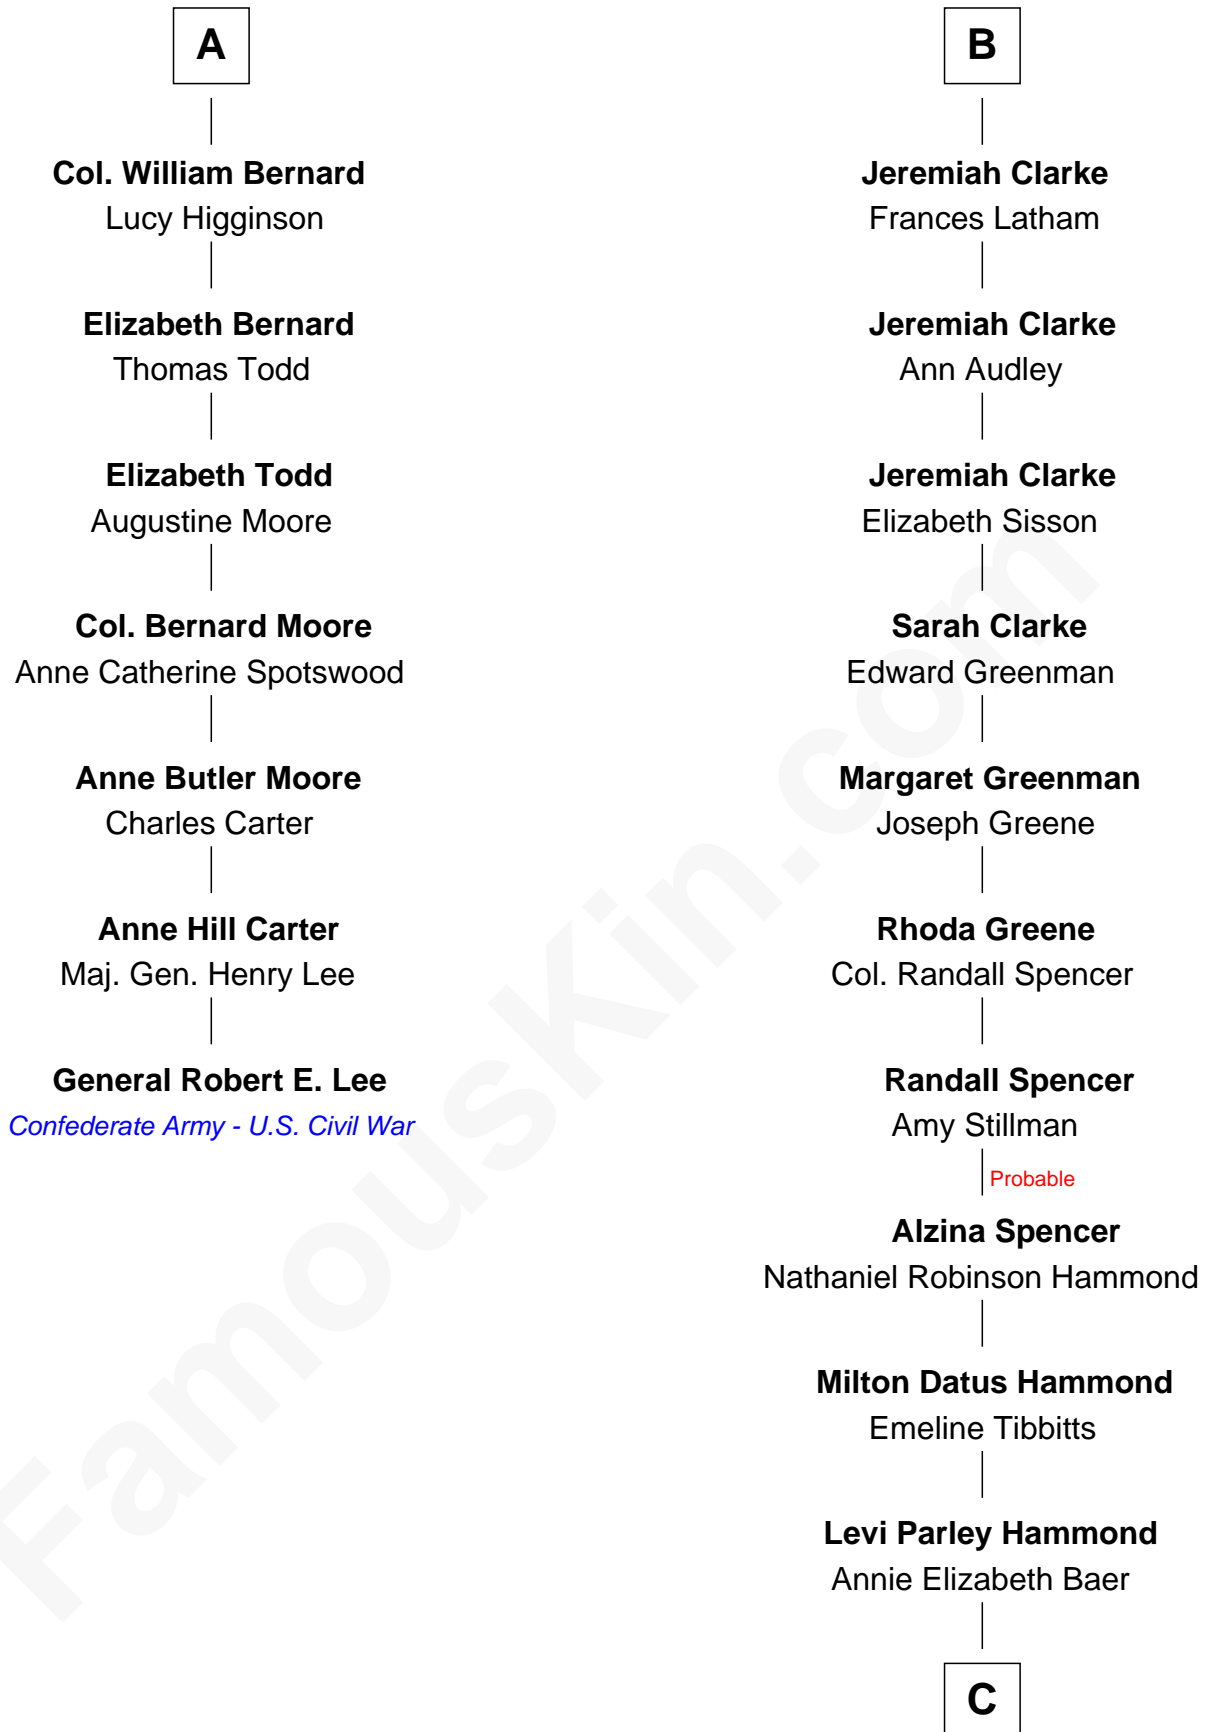 A
Col. William Bernard
Lucy Higginson
Elizabeth Bernard
Thomas Todd
Elizabeth Todd
Augustine Moore
Col. Bernard Moore
Anne Catherine Spotswood
Anne Butler Moore
Charles Carter
Anne Hill Carter
Maj. Gen. Henry Lee
General Robert E. Lee
Confederate Army - U.S. Civil War
B
Jeremiah Clarke
Frances Latham
Jeremiah Clarke
Ann Audley
Jeremiah Clarke
Elizabeth Sisson
Sarah Clarke
Edward Greenman
Margaret Greenman
Joseph Greene
Rhoda Greene
Col. Randall Spencer
Randall Spencer
Amy Stillman
Probable
Alzina Spencer
Nathaniel Robinson Hammond
Milton Datus Hammond
Emeline Tibbitts
Levi Parley Hammond
Annie Elizabeth Baer
C
FamousKin.com